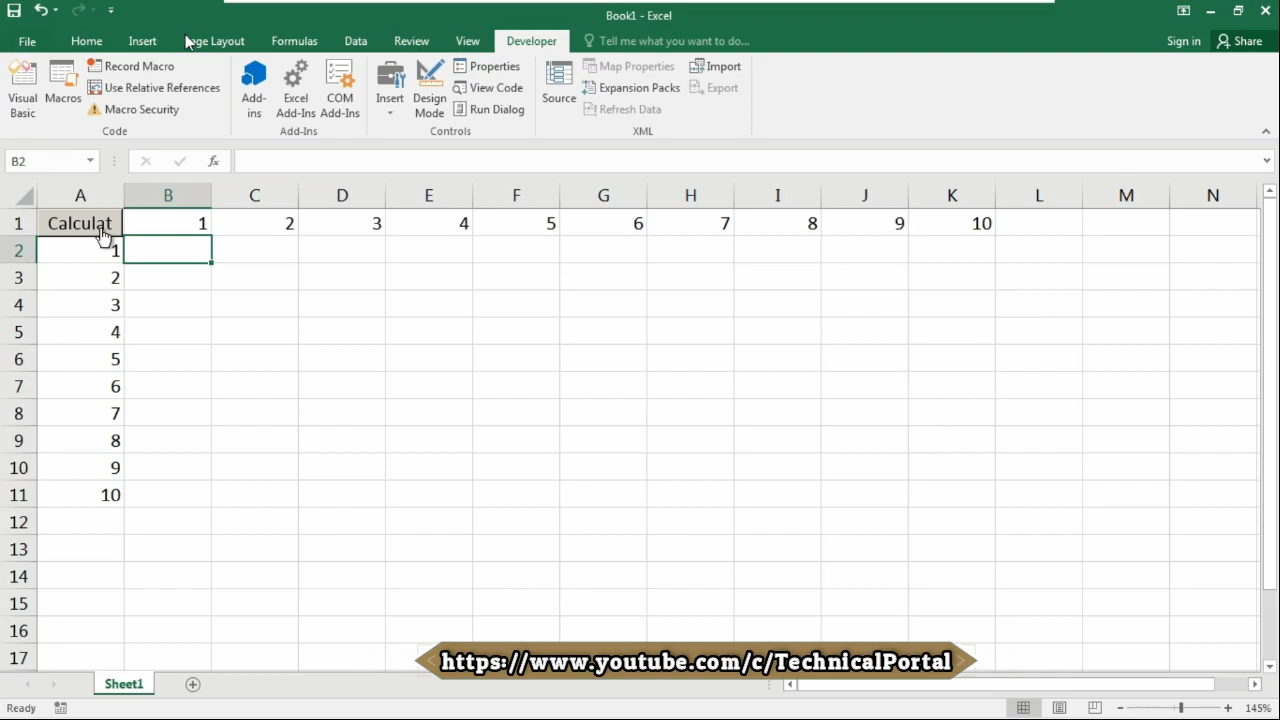 Book1 - Excel
File Home Insert age Layout Formulas Data Review View Developer Tell me what you want to do... Sign in Share
Visual Basic
Macros
Record Macro
Use Relative References
Macro Security
Code
Add-ins
Excel Add-Ins
COM Add-Ins
Add-Ins
Insert
Design Mode
Properties
View Code
Run Dialog
Controls
Source
Map Properties
Expansion Packs
Refresh Data
Import
Export
XML
B2 fx
A B C D E F G H I J K L M N
1 Calculat 1 2 3 4 5 6 7 8 9 10
2 1
3 2
4 3
5 4
6 5
7 6
8 7
9 8
10 9
11 10
12
13
14
15
16
17
https://www.youtube.com/c/TechnicalPortal
Sheet1
Ready 145%